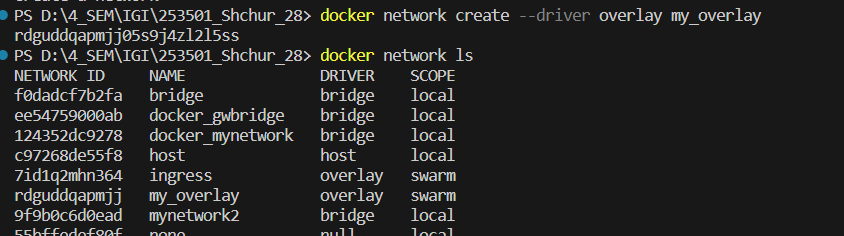 PS D:\4_SEM\IGI\253501_Shchur_28> docker network create --driver overlay my_overlay
rdguddqapmjj05s9j4zl2l5ss
PS D:\4_SEM\IGI\253501_Shchur_28> docker network ls
NETWORK ID NAME DRIVER SCOPE
f0dadcf7b2fa bridge bridge local
ee54759000ab docker_gwbridge bridge local
124352dc9278 docker_mynetwork bridge local
c97268de55f8 host host local
7id1q2mhn364 ingress overlay swarm
rdguddqapmjj my_overlay overlay swarm
9f9b0c6d0ead mynetwork2 bridge local
none null local